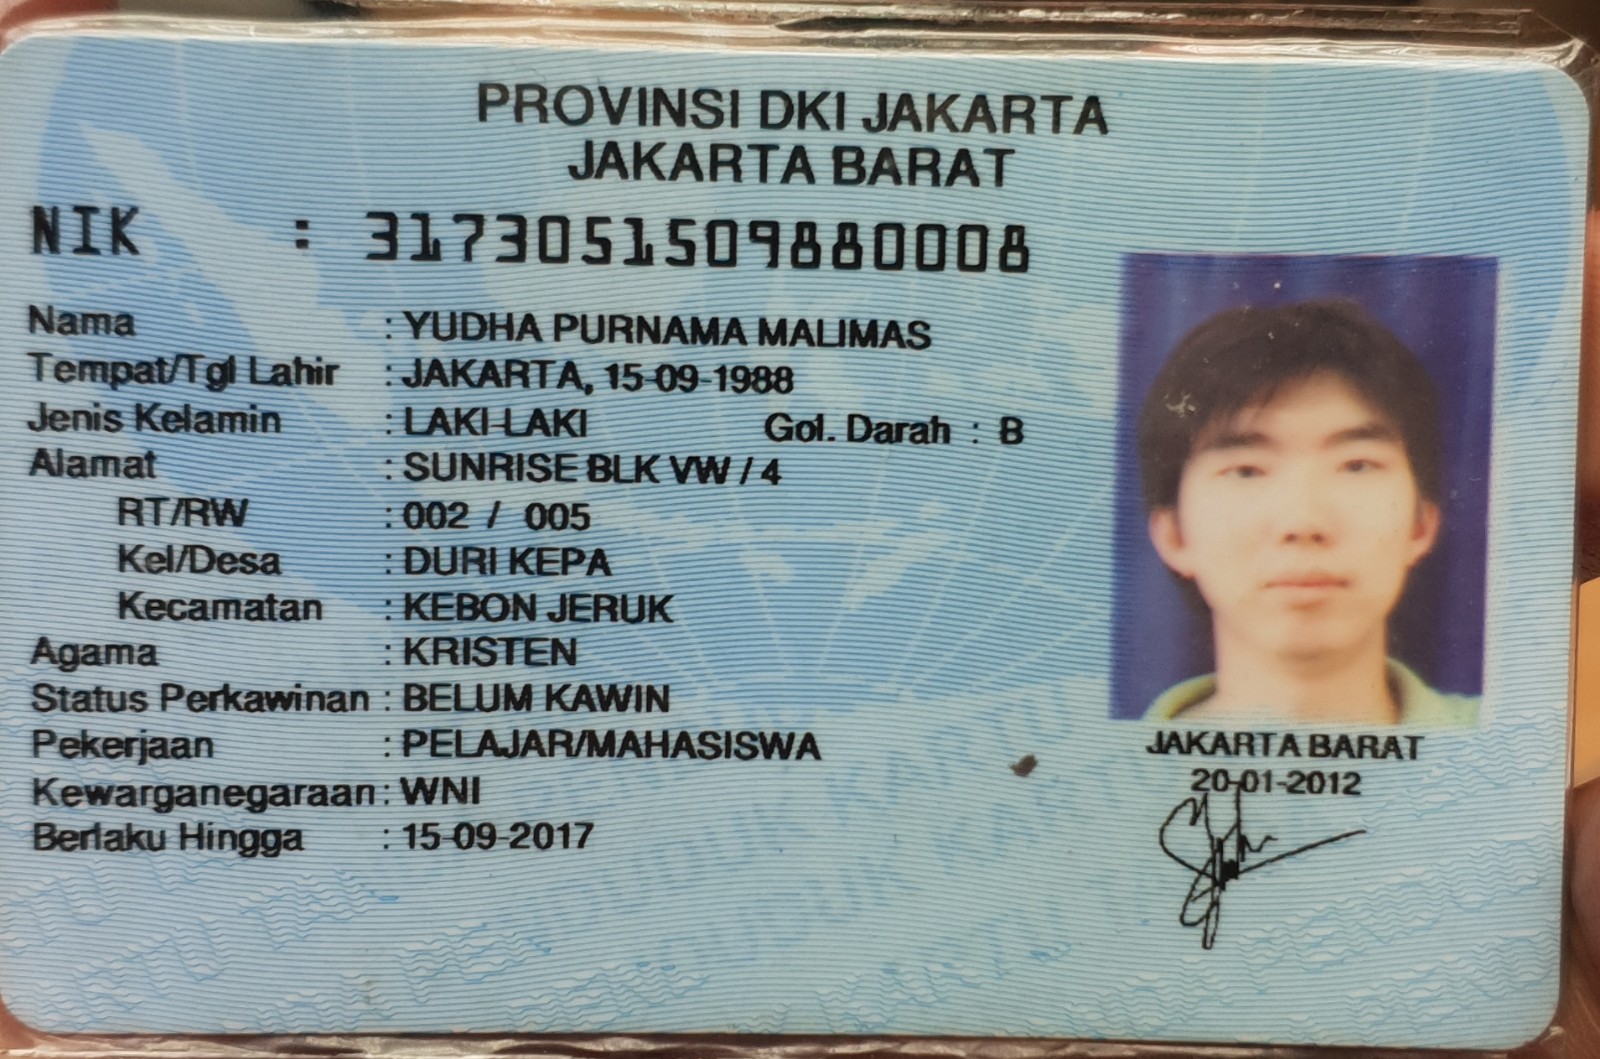 PROVINSI DKI JAKARTA
JAKARTA BARAT
NIK : 3173051509880008
Nama : YUDHA PURNAMA MALIMAS
Tempat/Tgl Lahir : JAKARTA, 15-09-1988
Jenis Kelamin : LAKI-LAKI Gol. Darah : B
Alamat : SUNRISE BLK VW / 4
RT/RW : 002 / 005
Kel/Desa : DURI KEPA
Kecamatan : KEBON JERUK
Agama : KRISTEN
Status Perkawinan : BELUM KAWIN
Pekerjaan : PELAJAR/MAHASISWA
Kewarganegaraan : WNI
Berlaku Hingga : 15-09-2017
JAKARTA BARAT
20-01-2012